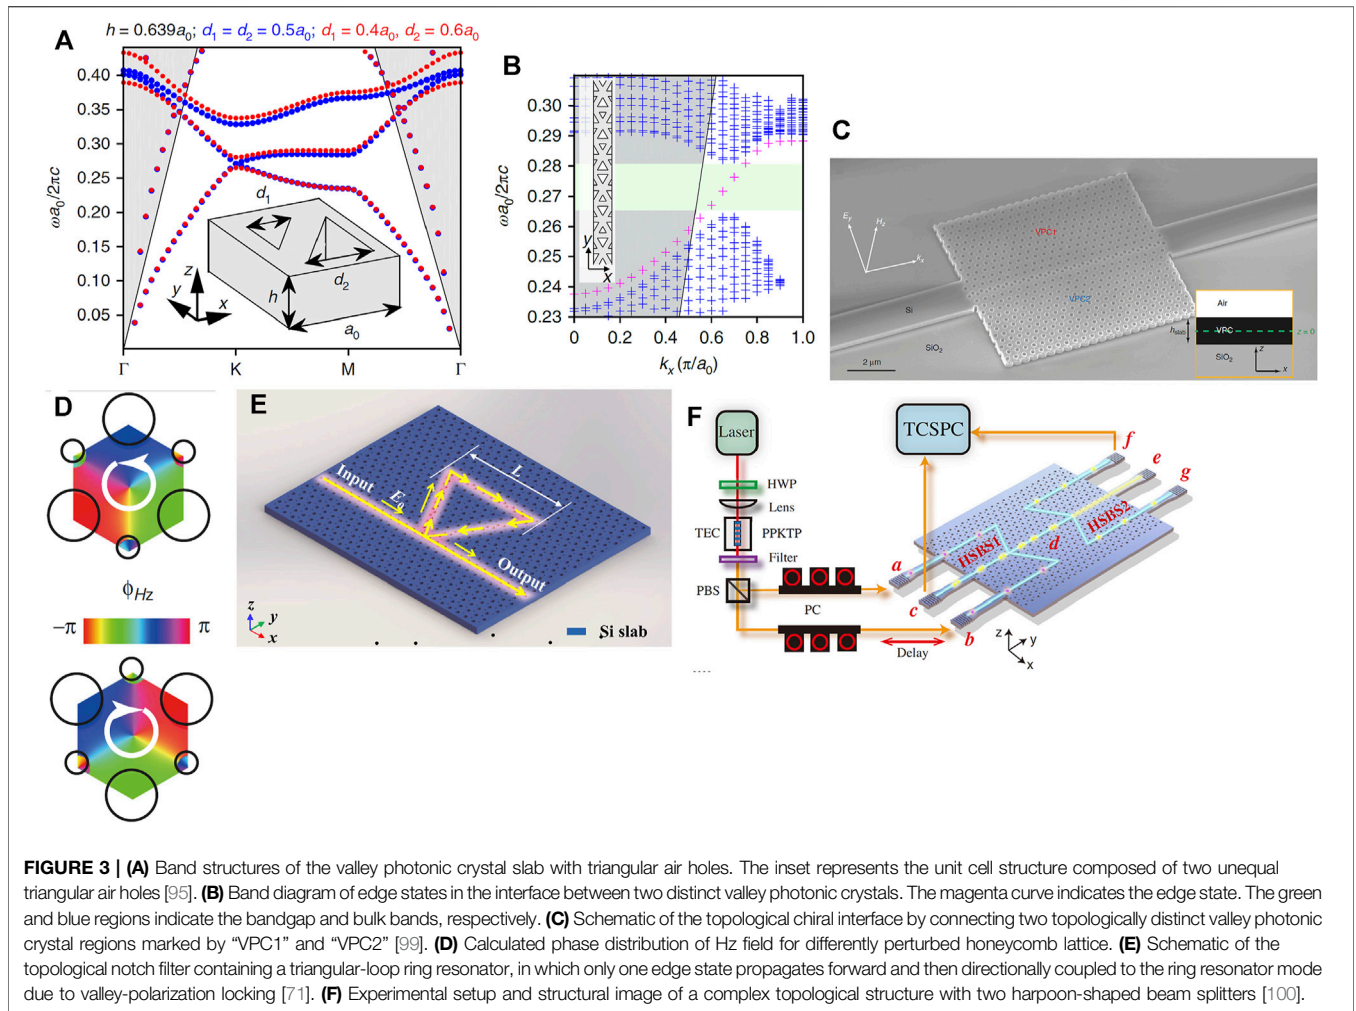 h = 0.639a0; d1 = d2 = 0.5a0; d1 = 0.4a0, d2 = 0.6a0
A
ωa0/2πc
0.40
0.35
0.30
0.25
0.20
0.15
0.10
0.05
Γ
K
M
Γ
d1
d2
h
a0
z
y
x
B
ωa0/2πc
0.30
0.29
0.28
0.27
0.26
0.25
0.24
0.23
0
0.2
0.4
0.6
0.8
1.0
kx (π/a0)
y
x
C
Ey
Hz
kx
VPC1
VPC2
Si
SiO2
2 μm
Air
hslab
VPC
z = 0
SiO2
z
x
D
ϕHz
−π
π
E
Input
E0
L
Output
z
y
x
Si slab
F
Laser
TCSPC
HWP
Lens
TEC
PPKTP
Filter
PBS
PC
Delay
a
c
b
d
f
e
g
HSBS1
HSBS2
z
y
x
FIGURE 3 | (A) Band structures of the valley photonic crystal slab with triangular air holes. The inset represents the unit cell structure composed of two unequal
triangular air holes [95]. (B) Band diagram of edge states in the interface between two distinct valley photonic crystals. The magenta curve indicates the edge state. The green
and blue regions indicate the bandgap and bulk bands, respectively. (C) Schematic of the topological chiral interface by connecting two topologically distinct valley photonic
crystal regions marked by “VPC1” and “VPC2” [99]. (D) Calculated phase distribution of Hz field for differently perturbed honeycomb lattice. (E) Schematic of the
topological notch filter containing a triangular-loop ring resonator, in which only one edge state propagates forward and then directionally coupled to the ring resonator mode
due to valley-polarization locking [71]. (F) Experimental setup and structural image of a complex topological structure with two harpoon-shaped beam splitters [100].